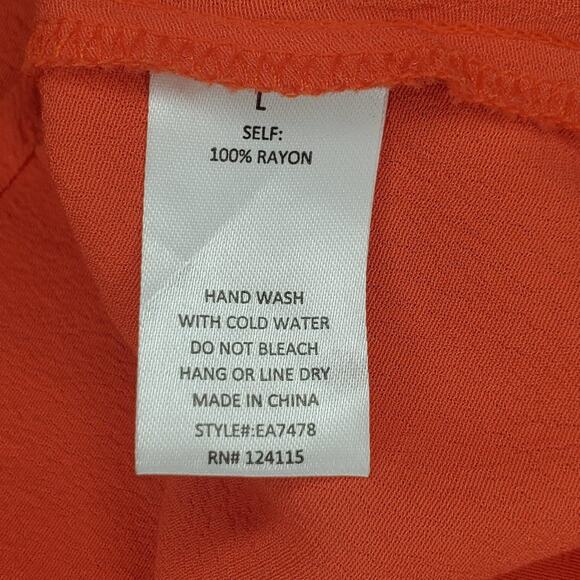 L
SELF:
100% RAYON
HAND WASH
WITH COLD WATER
DO NOT BLEACH
HANG OR LINE DRY
MADE IN CHINA
STYLE#:EA7478
RN# 124115